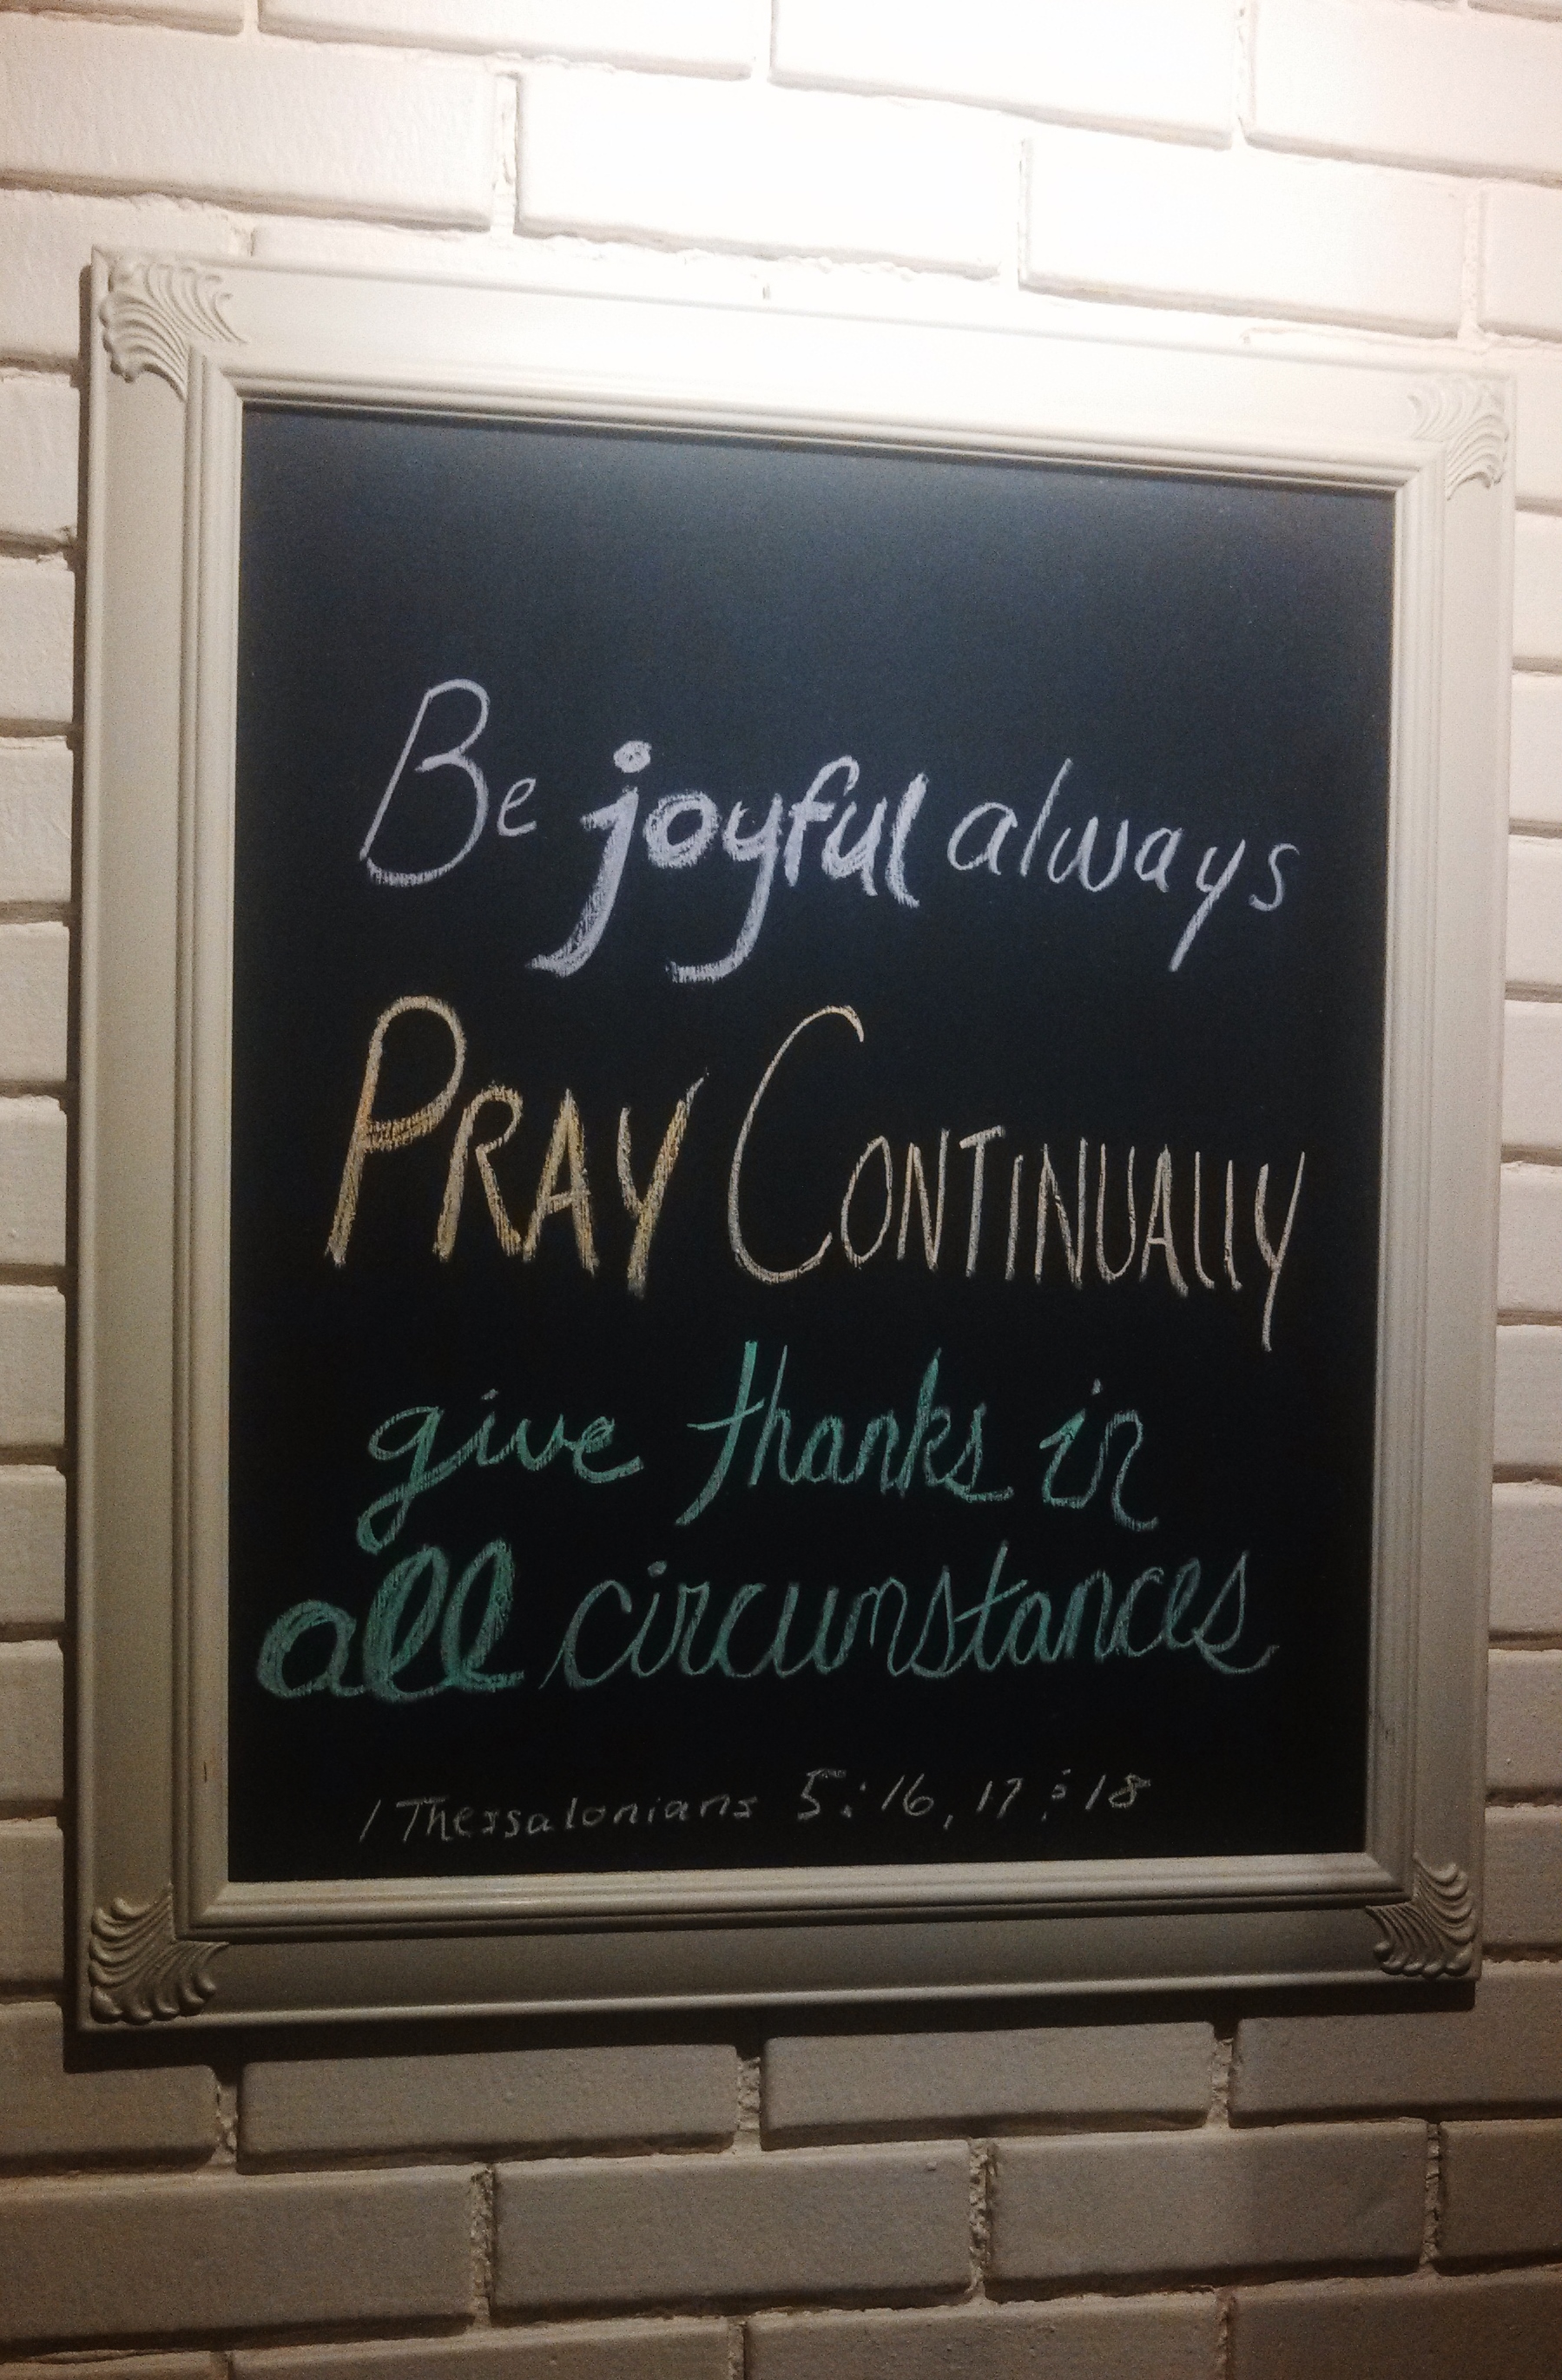 Be joyful always
PRAY CONTINUALLY
give thanks in
all circumstances
1 Thessalonians 5:16, 17 & 18